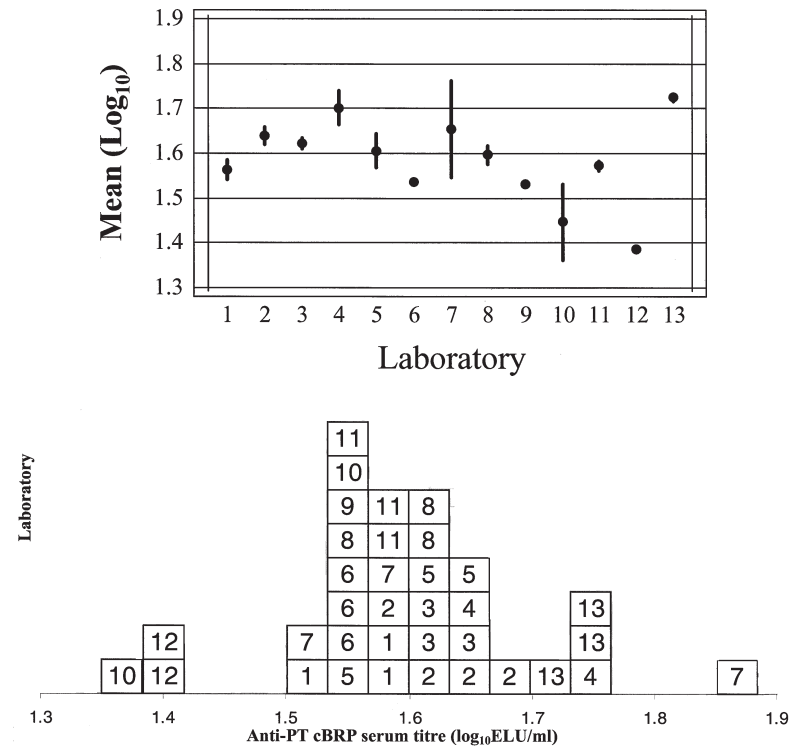 Mean (Log10)
1.9
1.8
1.7
1.6
1.5
1.4
1.3
1 2 3 4 5 6 7 8 9 10 11 12 13
Laboratory
Laboratory
11
10
9 11 8
8 11 8
6 7 5 5
6 2 3 4 13
12 7 6 1 3 3 13
10 12 1 5 1 2 2 2 13 4 7
1.3 1.4 1.5 1.6 1.7 1.8 1.9
Anti-PT cBRP serum titre (log10ELU/ml)